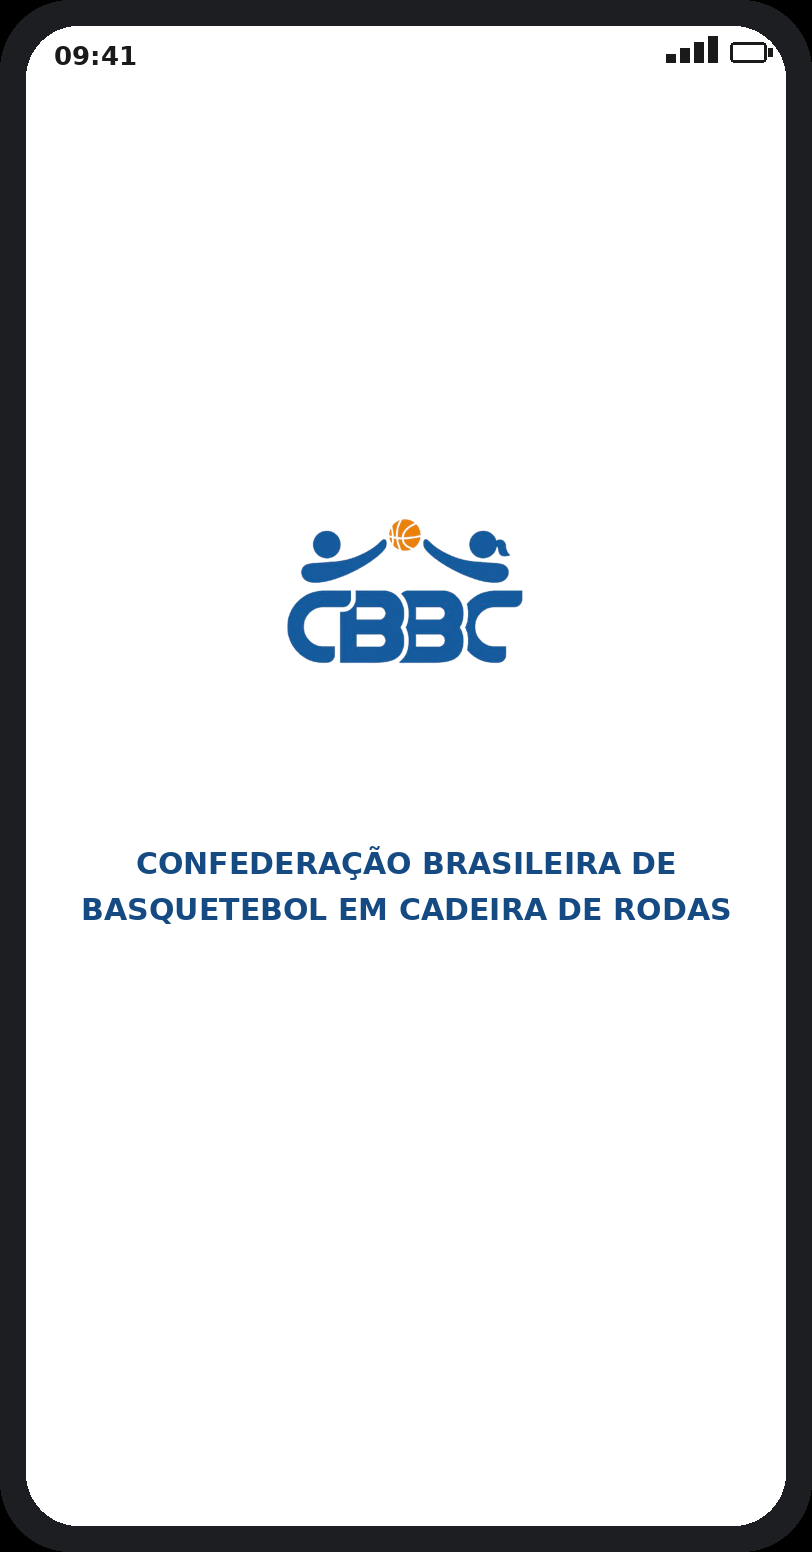 09:41
CBBC
CONFEDERAÇÃO BRASILEIRA DE
BASQUETEBOL EM CADEIRA DE RODAS